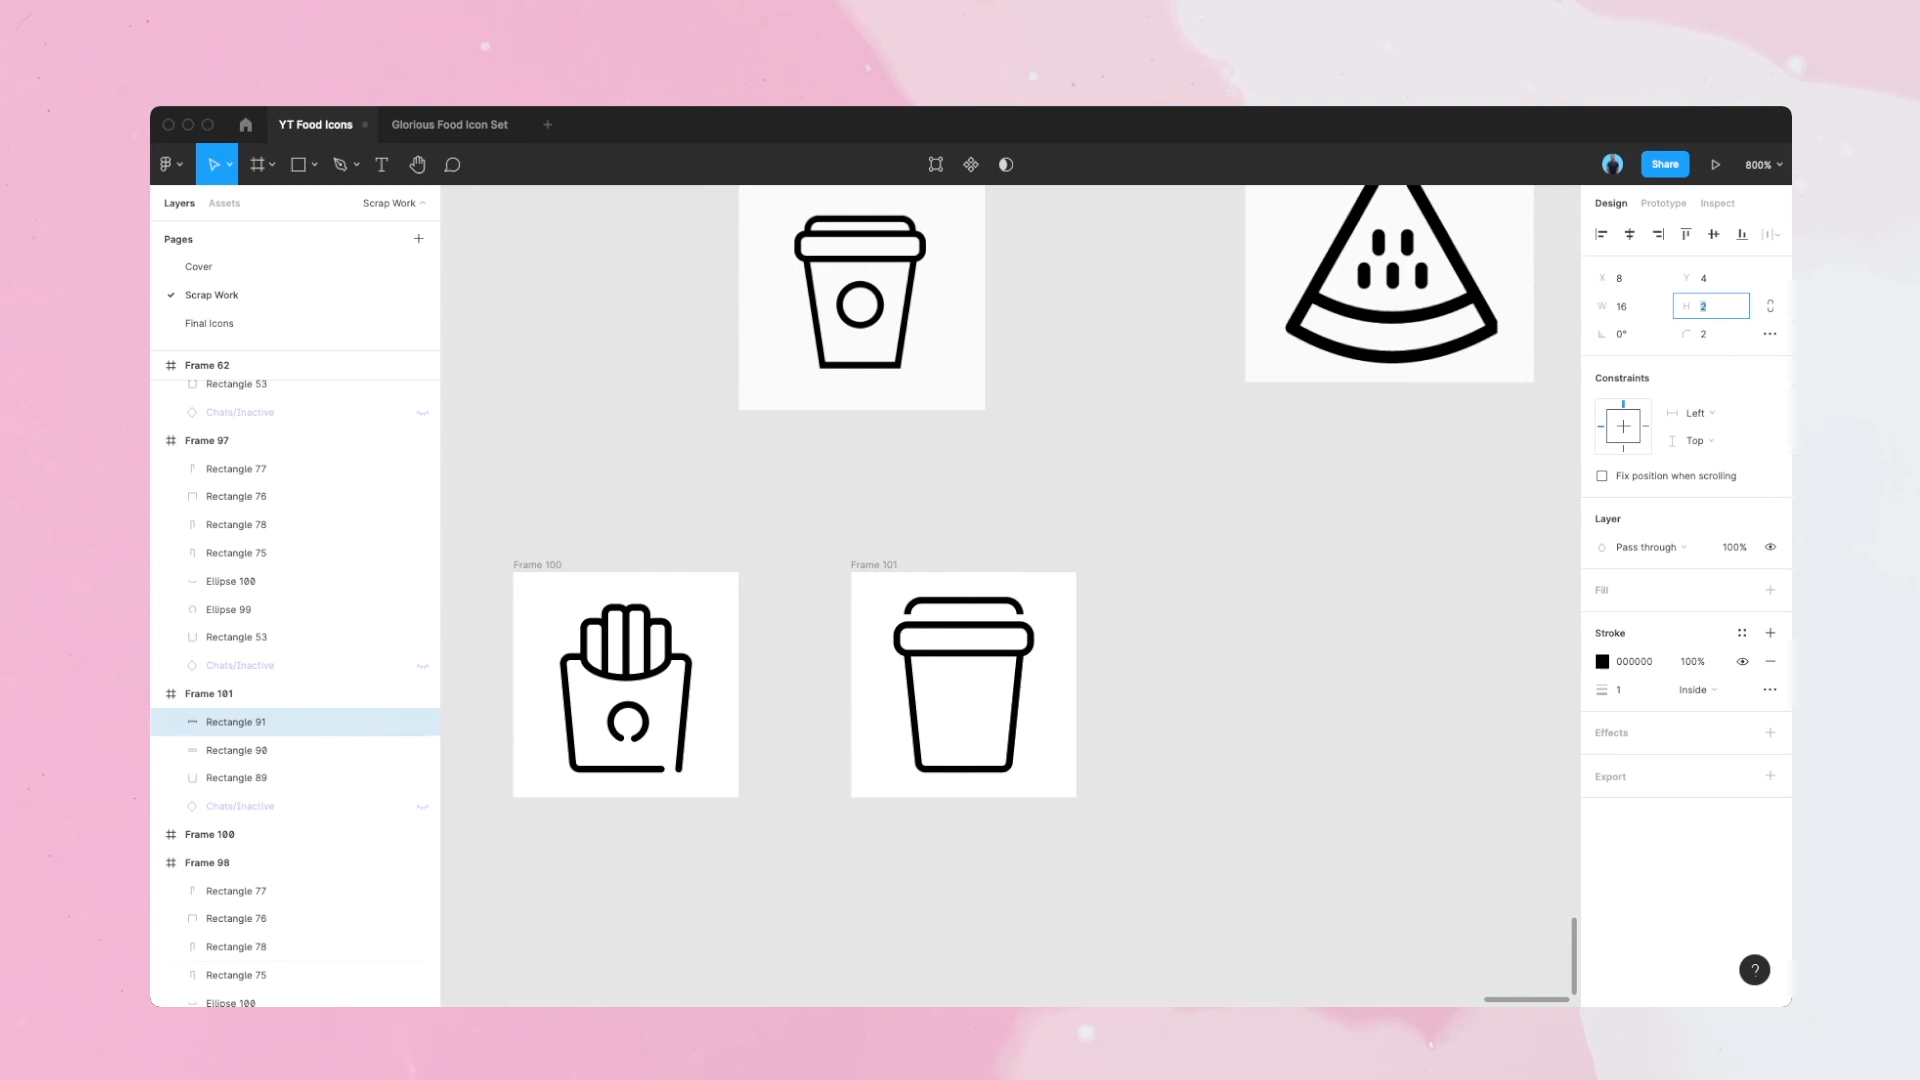 YT Food Icons
Glorious Food Icon Set
Share
800%
Layers
Assets
Scrap Work
Pages
Cover
Scrap Work
Final Icons
Frame 62
Rectangle 53
Chats/Inactive
Frame 97
Rectangle 77
Rectangle 76
Rectangle 78
Rectangle 75
Ellipse 100
Ellipse 99
Rectangle 53
Chats/Inactive
Frame 101
Rectangle 91
Rectangle 90
Rectangle 89
Chats/Inactive
Frame 100
Frame 98
Rectangle 77
Rectangle 76
Rectangle 78
Rectangle 75
Ellipse 100
Frame 100
Frame 101
Design
Prototype
Inspect
X 8
Y 4
W 16
H 2
0°
2
Constraints
Left
Top
Fix position when scrolling
Layer
Pass through
100%
Fill
Stroke
000000
100%
1
Inside
Effects
Export
?